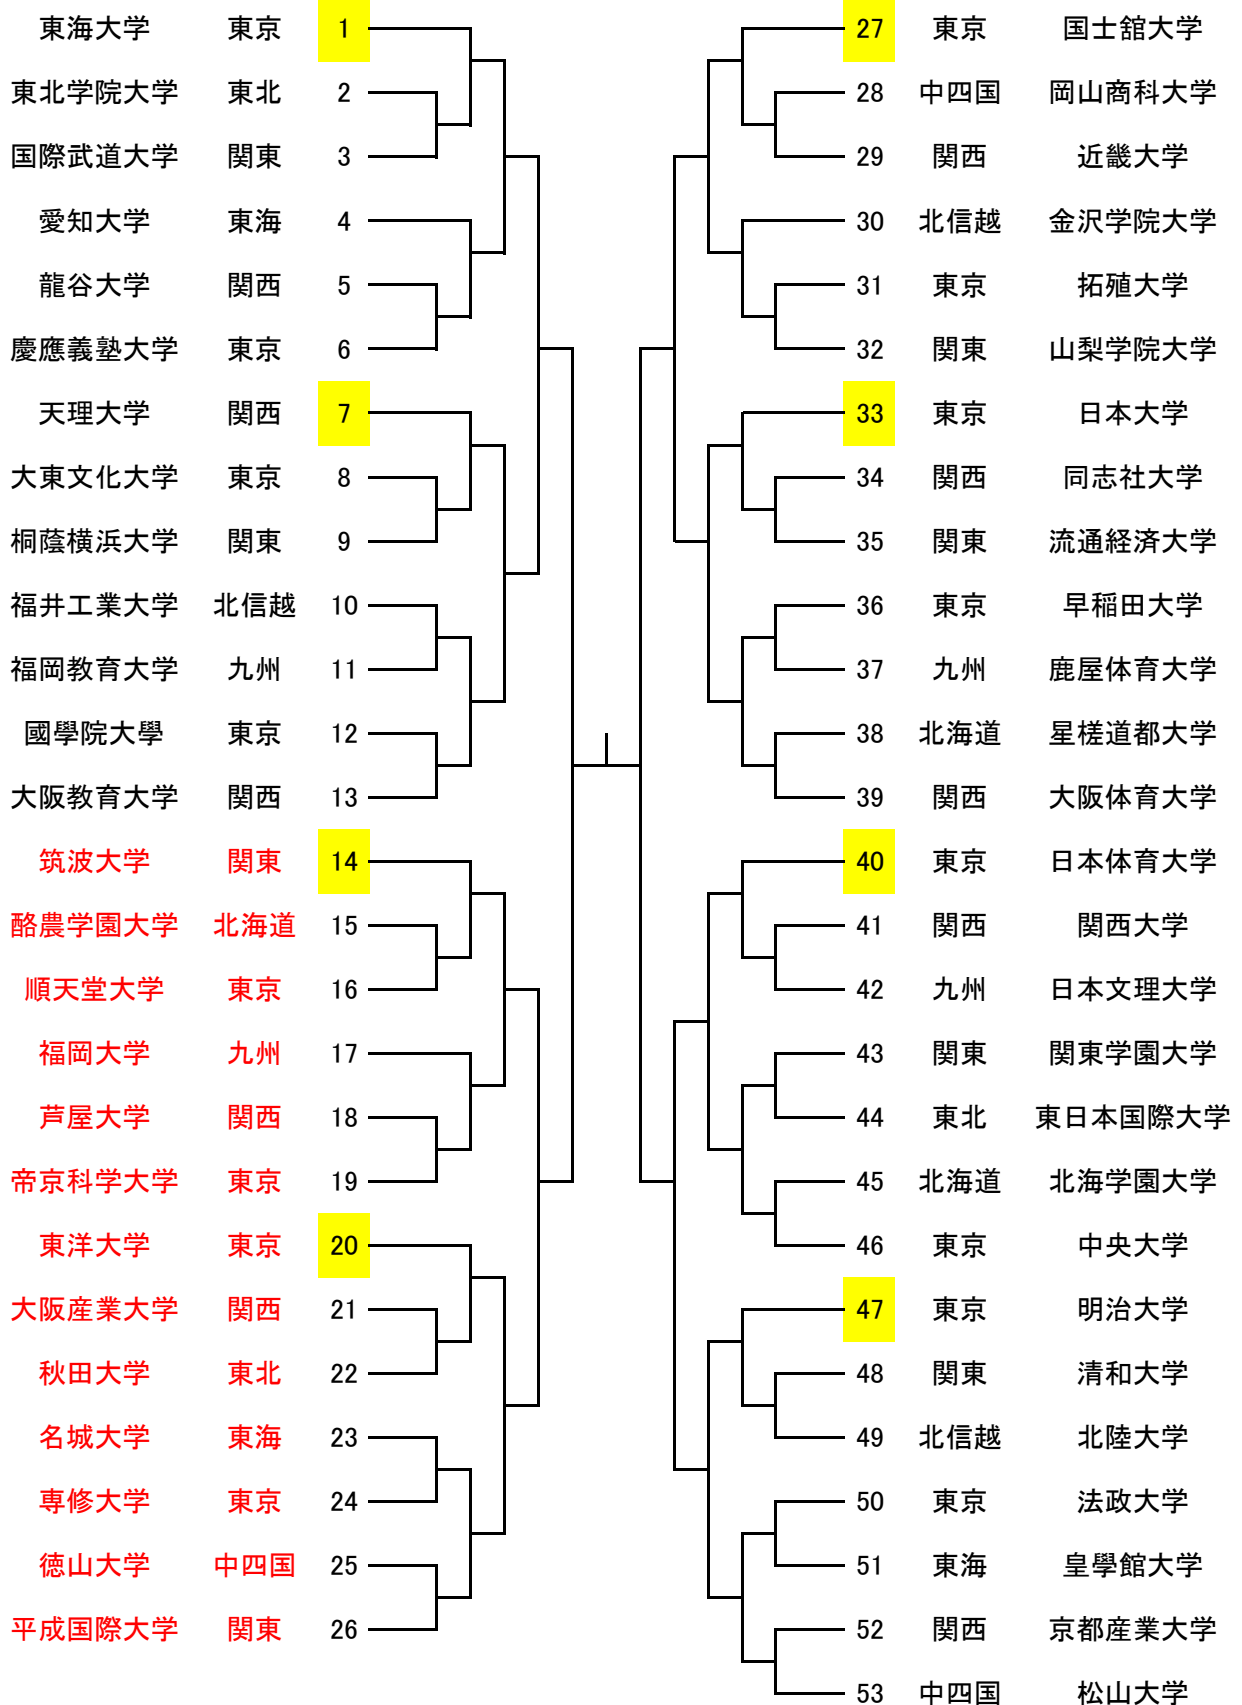 東海大学 東京 1
東北学院大学 東北 2
国際武道大学 関東 3
愛知大学 東海 4
龍谷大学 関西 5
慶應義塾大学 東京 6
天理大学 関西 7
大東文化大学 東京 8
桐蔭横浜大学 関東 9
福井工業大学 北信越 10
福岡教育大学 九州 11
國學院大學 東京 12
大阪教育大学 関西 13
筑波大学 関東 14
酪農学園大学 北海道 15
順天堂大学 東京 16
福岡大学 九州 17
芦屋大学 関西 18
帝京科学大学 東京 19
東洋大学 東京 20
大阪産業大学 関西 21
秋田大学 東北 22
名城大学 東海 23
専修大学 東京 24
徳山大学 中四国 25
平成国際大学 関東 26
27 東京 国士舘大学
28 中四国 岡山商科大学
29 関西 近畿大学
30 北信越 金沢学院大学
31 東京 拓殖大学
32 関東 山梨学院大学
33 東京 日本大学
34 関西 同志社大学
35 関東 流通経済大学
36 東京 早稲田大学
37 九州 鹿屋体育大学
38 北海道 星槎道都大学
39 関西 大阪体育大学
40 東京 日本体育大学
41 関西 関西大学
42 九州 日本文理大学
43 関東 関東学園大学
44 東北 東日本国際大学
45 北海道 北海学園大学
46 東京 中央大学
47 東京 明治大学
48 関東 清和大学
49 北信越 北陸大学
50 東京 法政大学
51 東海 皇學館大学
52 関西 京都産業大学
53 中四国 松山大学